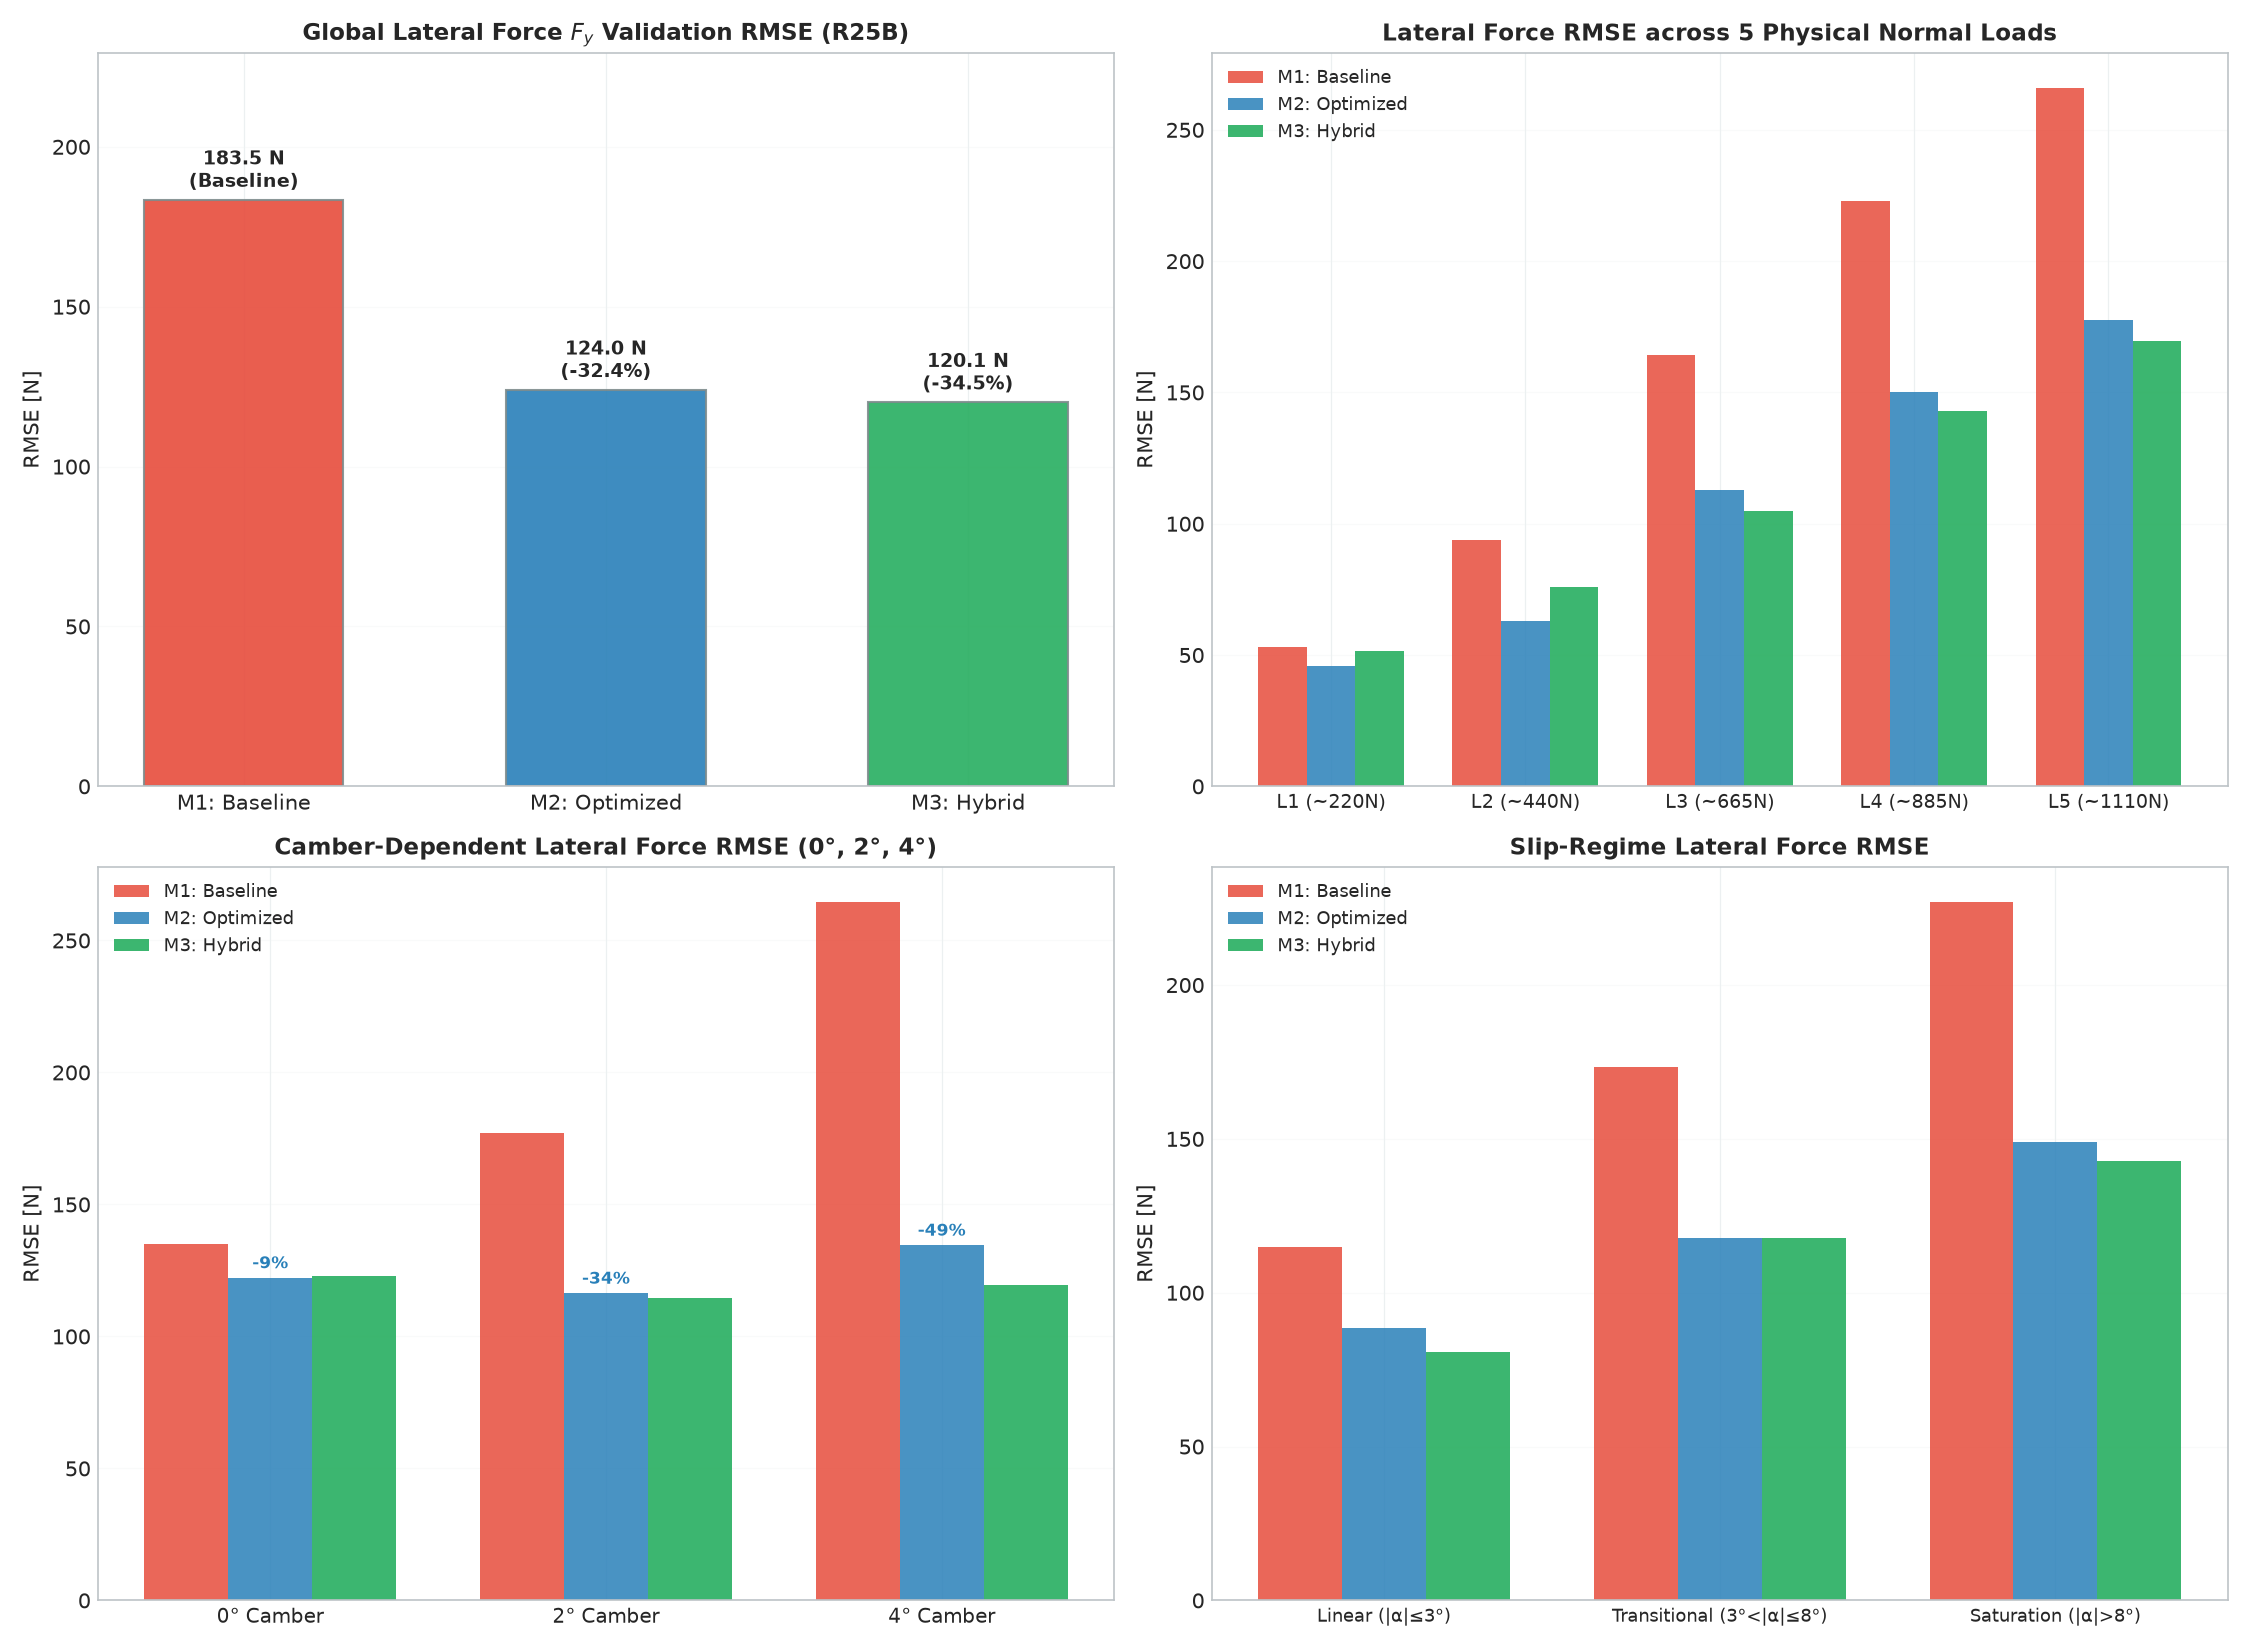 Global Lateral Force Fy Validation RMSE (R25B)
RMSE [N]
200
150
100
50
0
183.5 N
(Baseline)
124.0 N
(-32.4%)
120.1 N
(-34.5%)
M1: Baseline
M2: Optimized
M3: Hybrid
Lateral Force RMSE across 5 Physical Normal Loads
M1: Baseline
M2: Optimized
M3: Hybrid
RMSE [N]
250
200
150
100
50
0
L1 (~220N)
L2 (~440N)
L3 (~665N)
L4 (~885N)
L5 (~1110N)
Camber-Dependent Lateral Force RMSE (0°, 2°, 4°)
M1: Baseline
M2: Optimized
M3: Hybrid
RMSE [N]
250
200
150
100
50
0
-9%
-34%
-49%
0° Camber
2° Camber
4° Camber
Slip-Regime Lateral Force RMSE
M1: Baseline
M2: Optimized
M3: Hybrid
RMSE [N]
200
150
100
50
0
Linear (|α|≤3°)
Transitional (3°<|α|≤8°)
Saturation (|α|>8°)